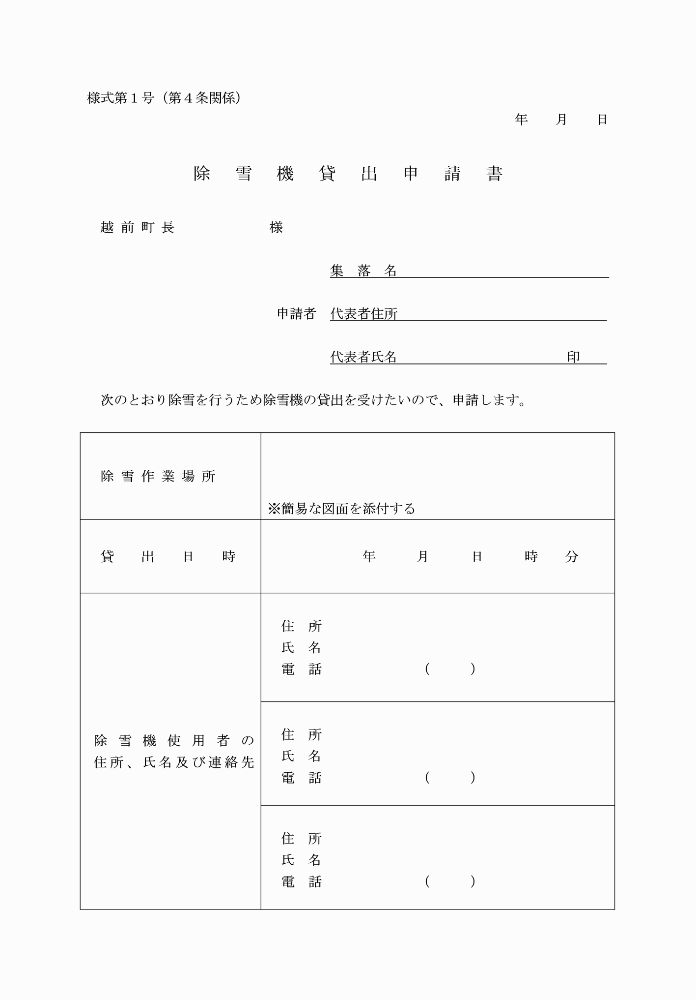 様式第１号（第４条関係）
年　　月　　日
除　雪　機　貸　出　申　請　書
越 前 町 長　　　　　　　様
集　落　名
申請者　代表者住所
代表者氏名　　　　　　　　　　　　　印
次のとおり除雪を行うため除雪機の貸出を受けたいので、申請します。
除 雪 作 業 場 所
※簡易な図面を添付する
貸　　出　　日　　時　　　　　　　　　年　　　月　　　日　　　時　　分
住　所
氏　名
電　話　　　　　　　（　　　）
除 雪 機 使 用 者 の
住所、氏名及び連絡先
住　所
氏　名
電　話　　　　　　　（　　　）
住　所
氏　名
電　話　　　　　　　（　　　）